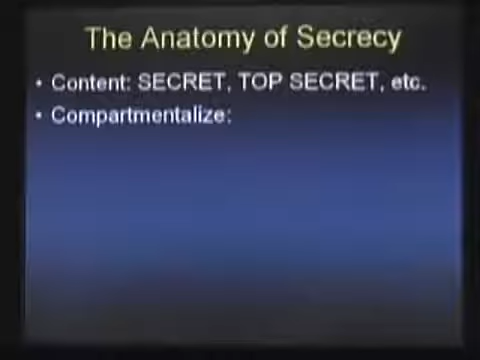 The Anatomy of Secrecy
• Content: SECRET, TOP SECRET, etc.
• Compartmentalize: